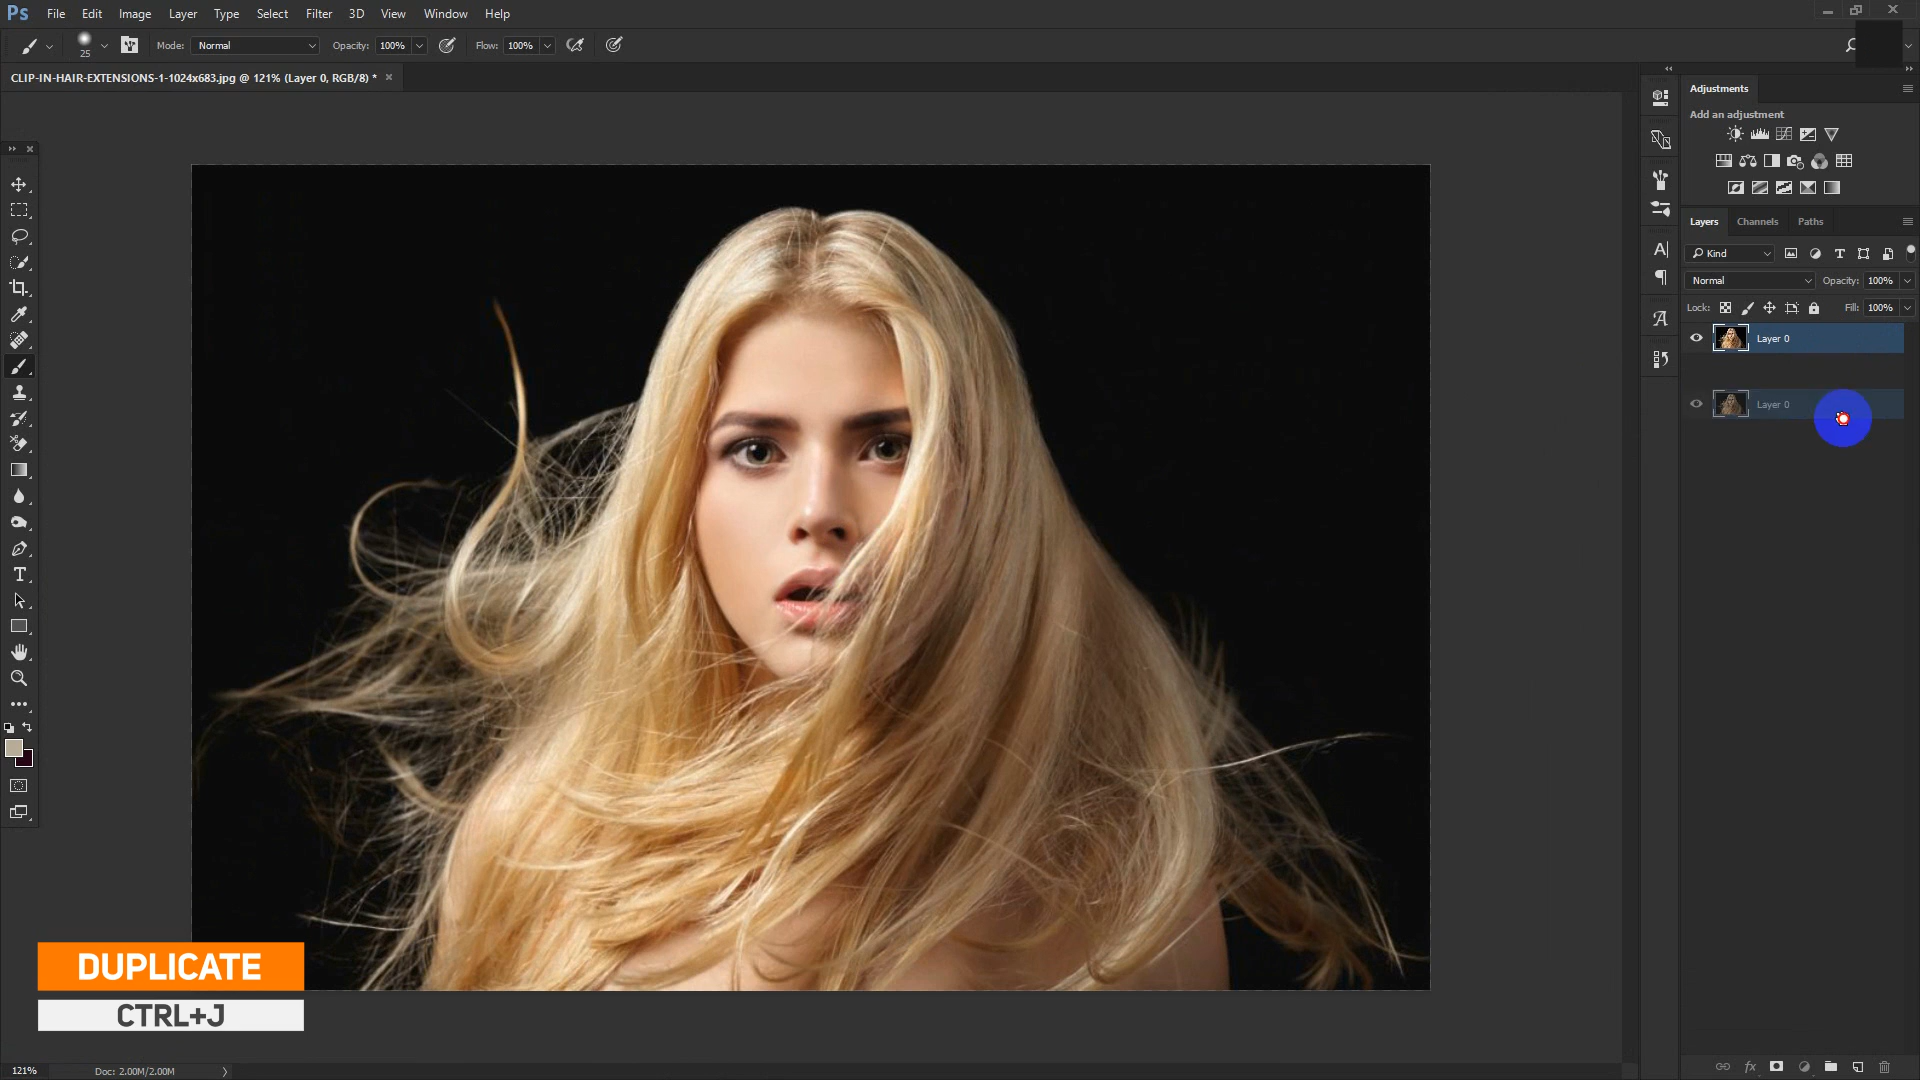 Ps File Edit Image Layer Type Select Filter 3D View Window Help
25 Mode: Normal Opacity: 100% Flow: 100%
CLIP-IN-HAIR-EXTENSIONS-1-1024x683.jpg @ 121% (Layer 0, RGB/8) *
Adjustments
Add an adjustment
Layers Channels Paths
Kind
Normal Opacity: 100%
Lock: Fill: 100%
Layer 0
Layer 0
DUPLICATE
CTRL+J
121% Doc: 2.00M/2.00M